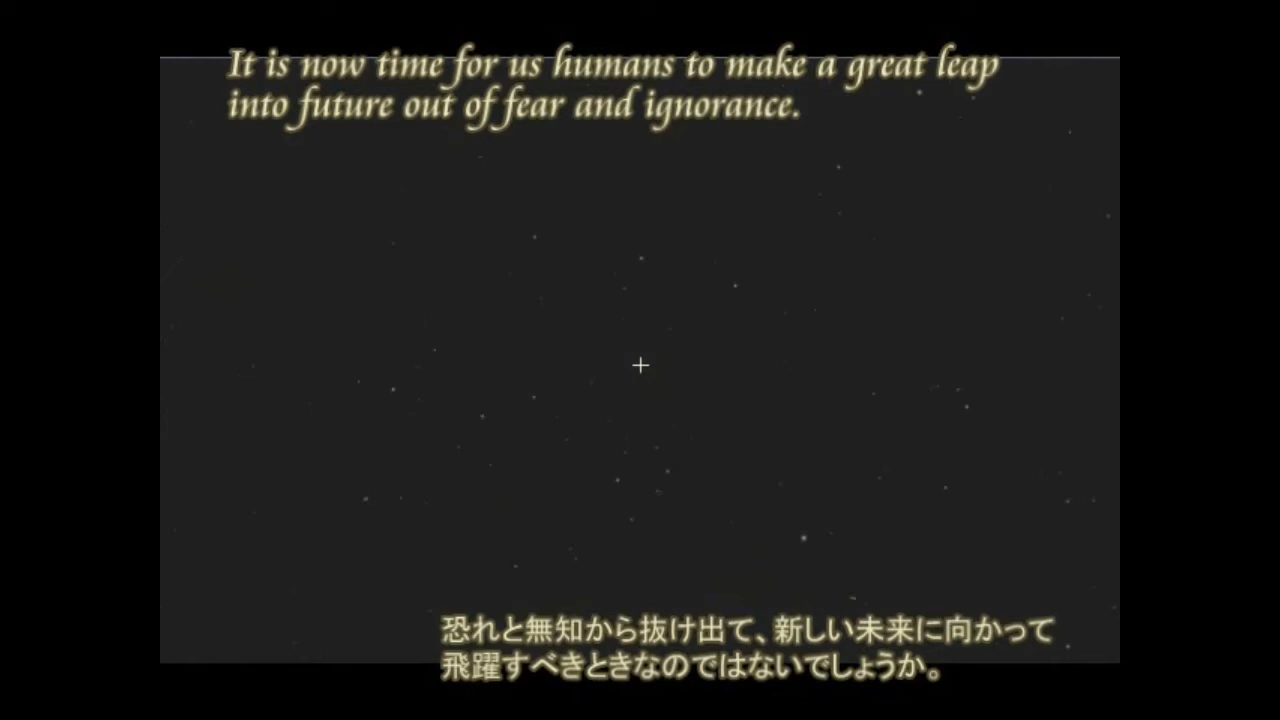 It is now time for us humans to make a great leap
into future out of fear and ignorance.
恐れと無知から抜け出て、新しい未来に向かって
飛躍すべきときなのではないでしょうか。